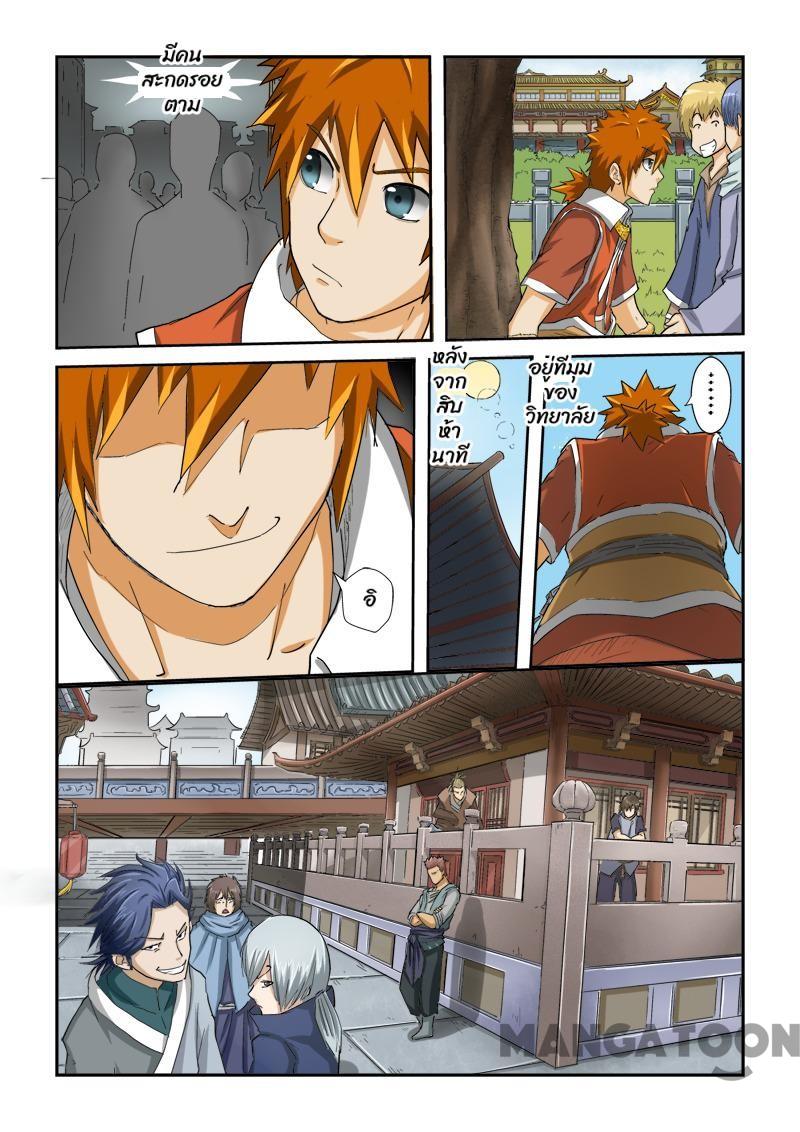 มีคน
สะกดรอย
ตาม
อิ
หลัง
จาก
สิบ
ห้า
นาที
อยู่ที่มุม
ของ
วิทยาลัย
......
MANGATOON